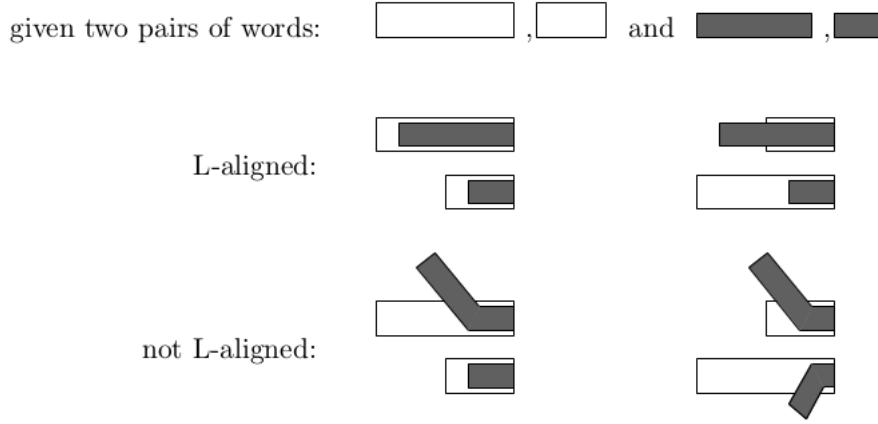 given two pairs of words: , and ,
L-aligned:
not L-aligned: